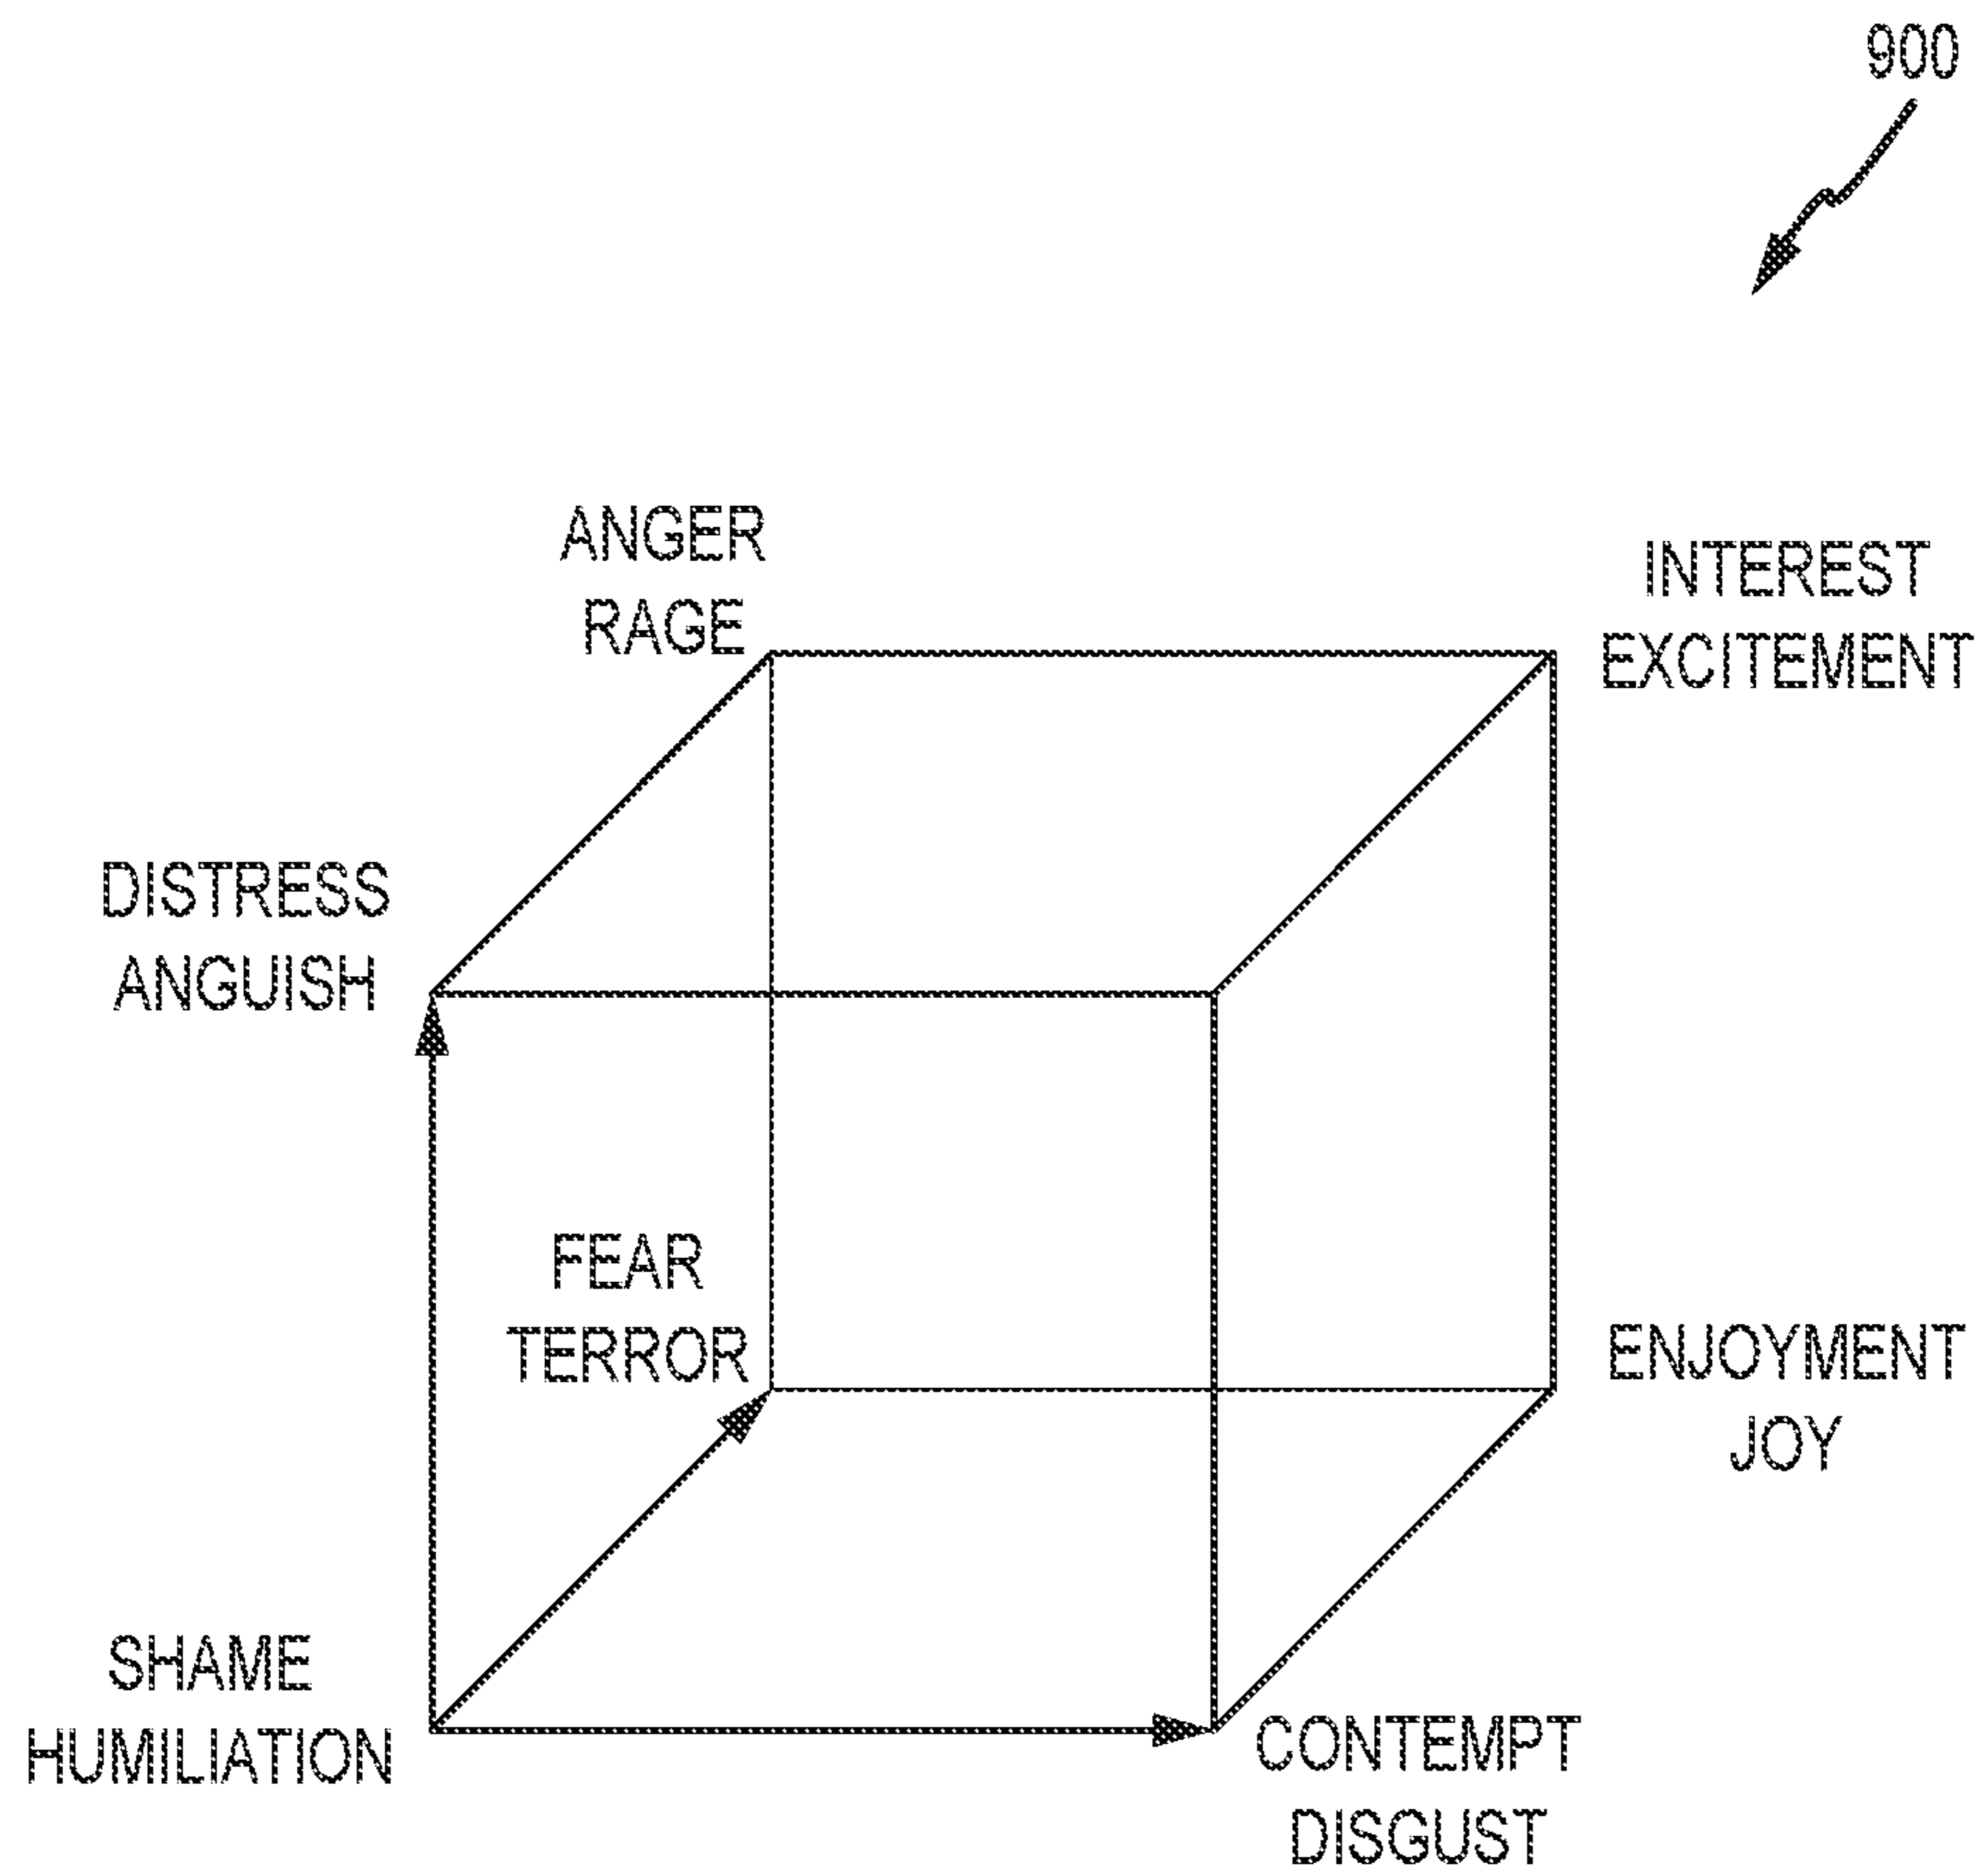 900
ANGER
RAGE
INTEREST
EXCITEMENT
DISTRESS
ANGUISH
FEAR
TERROR
ENJOYMENT
JOY
SHAME
HUMILIATION
CONTEMPT
DISGUST